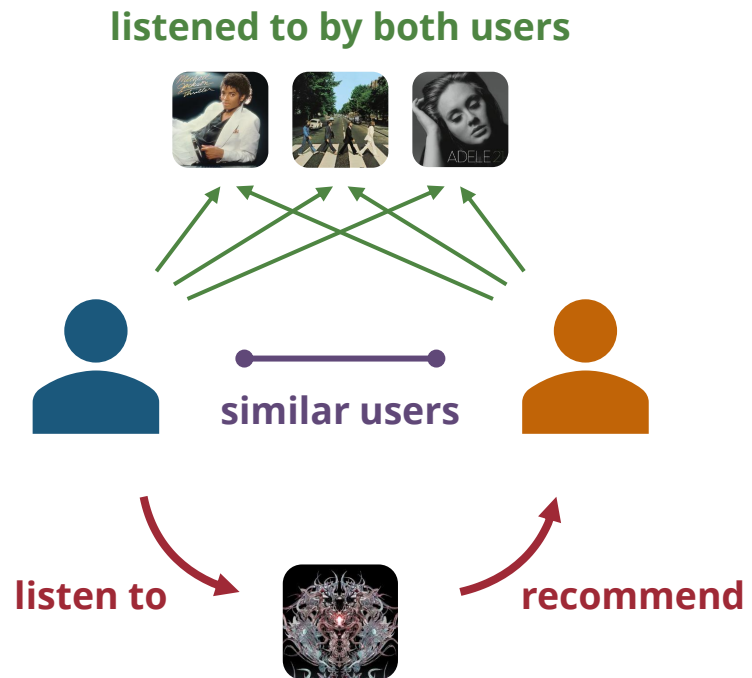 listened to by both users
ADELE 21
similar users
listen to
recommend